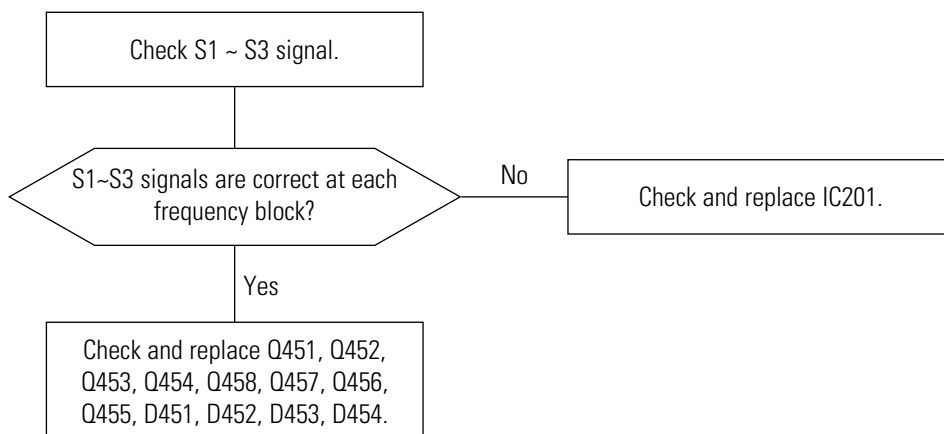 Check S1 ~ S3 signal.
S1~S3 signals are correct at each
frequency block?
No
Check and replace IC201.
Yes
Check and replace Q451, Q452,
Q453, Q454, Q458, Q457, Q456,
Q455, D451, D452, D453, D454.